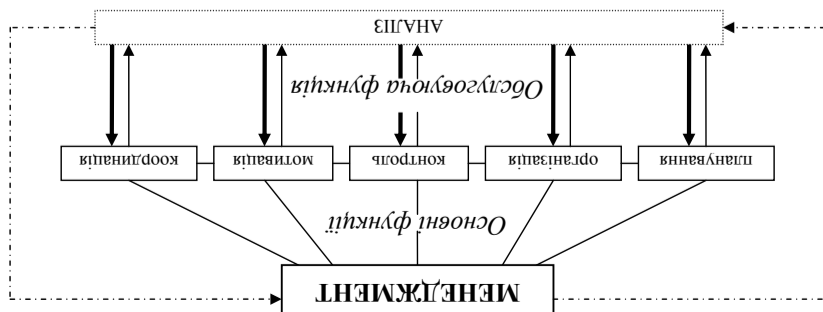 МЕНЕДЖМЕНТ
Основні функції
планування організація контроль мотивація координація
Обслуговуюча функція
АНАЛІЗ